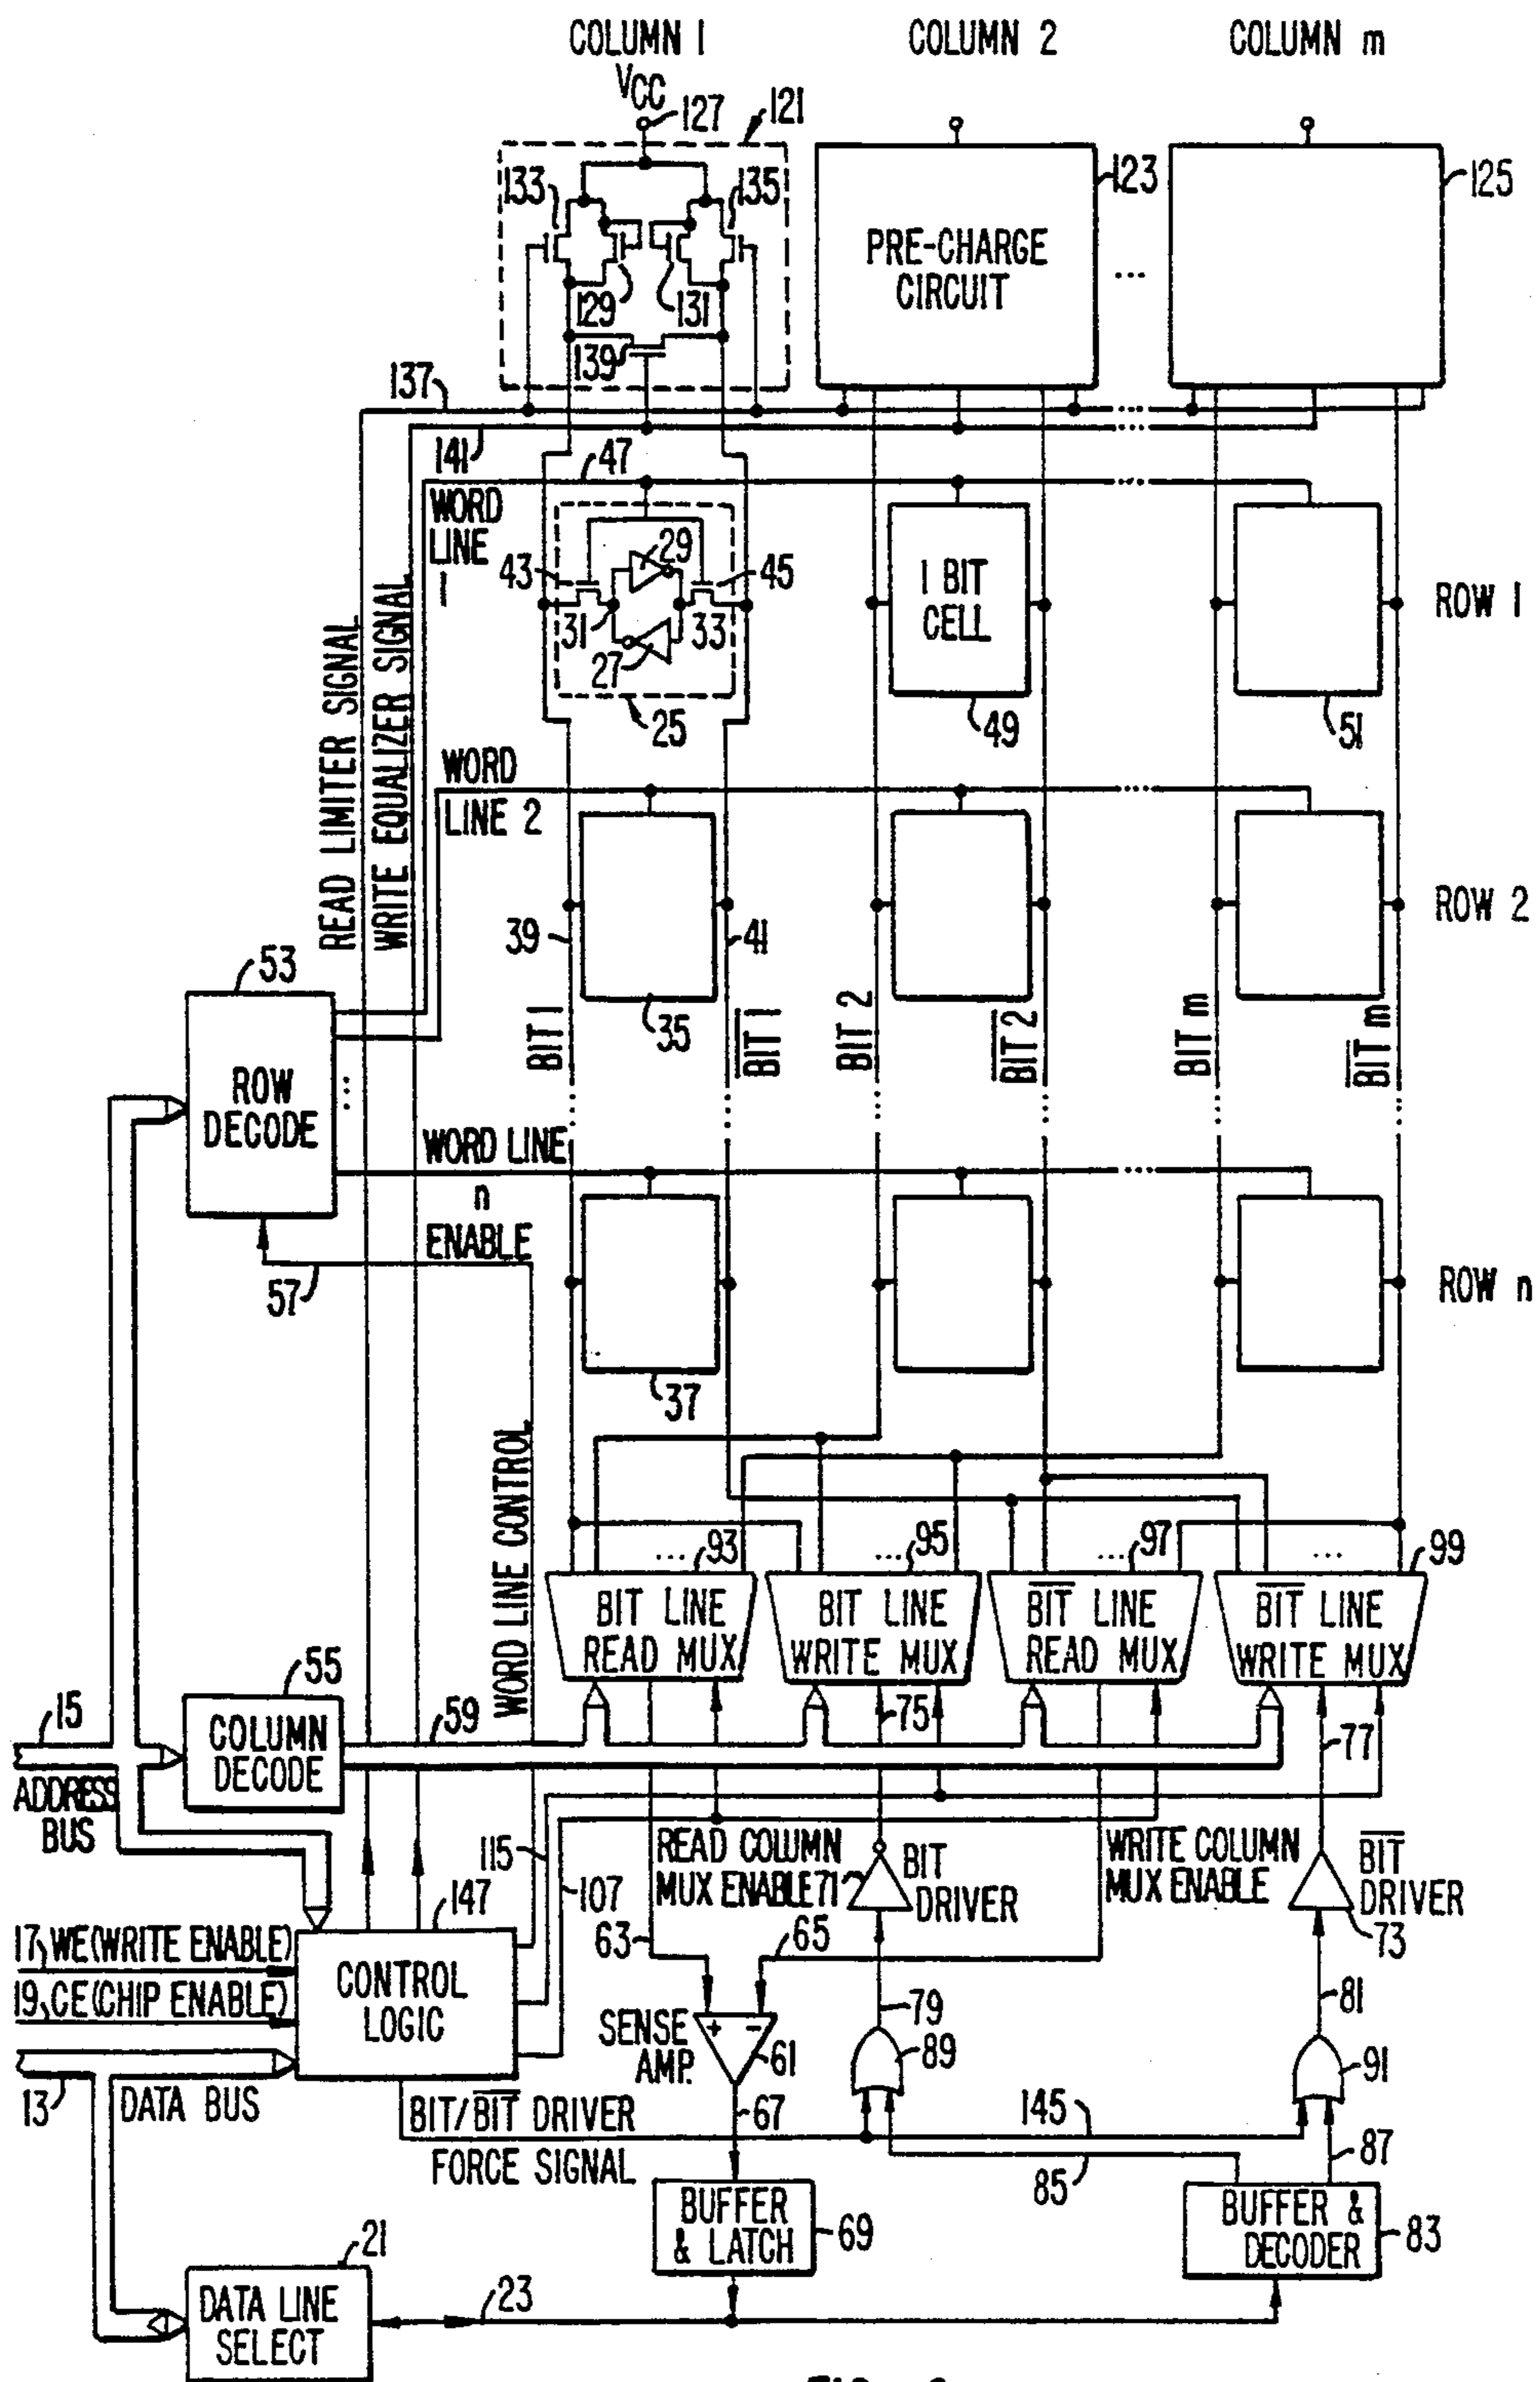 COLUMN 1 COLUMN 2 COLUMN m
VCC
127 121
133 135 123 125
PRE-CHARGE
CIRCUIT
...
129 131
139
137
141 47
WORD
LINE
1
43 29 45
31 33
27
25
1 BIT
CELL
49 51
ROW 1
READ LIMITER SIGNAL
WRITE EQUALIZER SIGNAL
WORD
LINE 2
39 41
35
ROW 2
53
ROW
DECODE
BIT 1
B̅I̅T̅ 1̅
BIT 2
B̅I̅T̅ 2̅
BIT m
B̅I̅T̅ m̅
WORD LINE
n
ENABLE
57
37
ROW n
WORD LINE CONTROL
... 93 ... 95 ... 97 ... 99
BIT LINE
READ MUX
BIT LINE
WRITE MUX
B̅I̅T̅ LINE
READ MUX
B̅I̅T̅ LINE
WRITE MUX
15
ADDRESS
BUS
55
COLUMN
DECODE
59 75 77
115
107
READ COLUMN
MUX ENABLE
71
BIT
DRIVER
WRITE COLUMN
MUX ENABLE
B̅I̅T̅
DRIVER
73
147
17 WE (WRITE ENABLE)
19 CE (CHIP ENABLE)
CONTROL
LOGIC
63 65
SENSE
AMP.
+ −
61
79 81
89 91
13
DATA BUS
BIT/B̅I̅T̅ DRIVER
FORCE SIGNAL
67
145
85 87
BUFFER
& LATCH
69
BUFFER &
DECODER
83
21
DATA LINE
SELECT
23